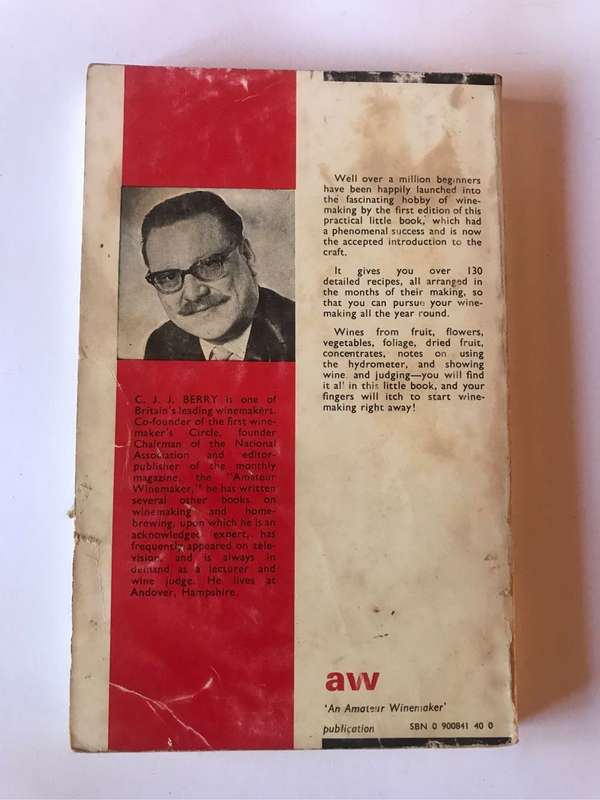 C. J. J. BERRY is one of
Britain's leading winemakers.
Co-founder of the first wine-
maker's Circle, founder
Chairman of the National
Association and editor-
publisher of the monthly
magazine, the "Amateur
Winemaker," he has written
several other books on
winemaking and home-
brewing, upon which he is an
acknowledged expert, has
frequently appeared on tele-
vision and is always in
demand as a lecturer and
wine judge. He lives at
Andover, Hampshire.
Well over a million beginners
have been happily launched into
the fascinating hobby of wine-
making by the first edition of this
practical little book, which had
a phenomenal success and is now
the accepted introduction to the
craft.
It gives you over 130
detailed recipes, all arranged in
the months of their making, so
that you can pursue your wine-
making all the year round.
Wines from fruit, flowers,
vegetables, foliage, dried fruit,
concentrates, notes on using
the hydrometer, and showing
wine and judging—you will find
it all in this little book, and your
fingers will itch to start wine-
making right away!
aw
'An Amateur Winemaker'
publication SBN 0 900841 40 0